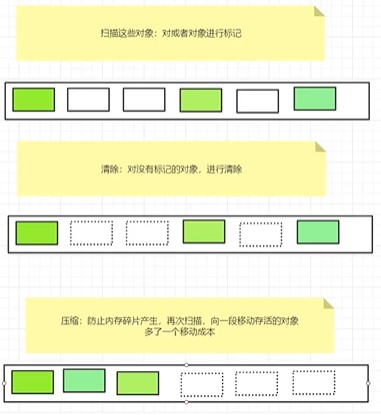 扫描这些对象：对或者对象进行标记
清除：对没有标记的对象，进行清除
压缩：防止内存碎片产生，再次扫描，向一段移动存活的对象
多了一个移动成本